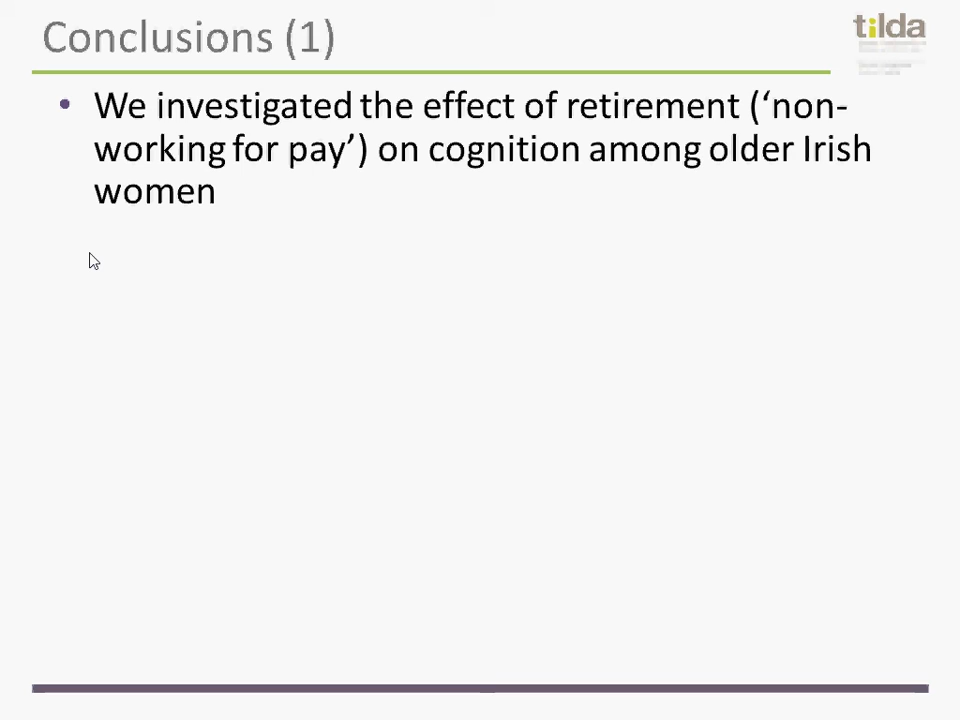 Conclusions (1)
tilda
• We investigated the effect of retirement (‘non-
working for pay’) on cognition among older Irish
women